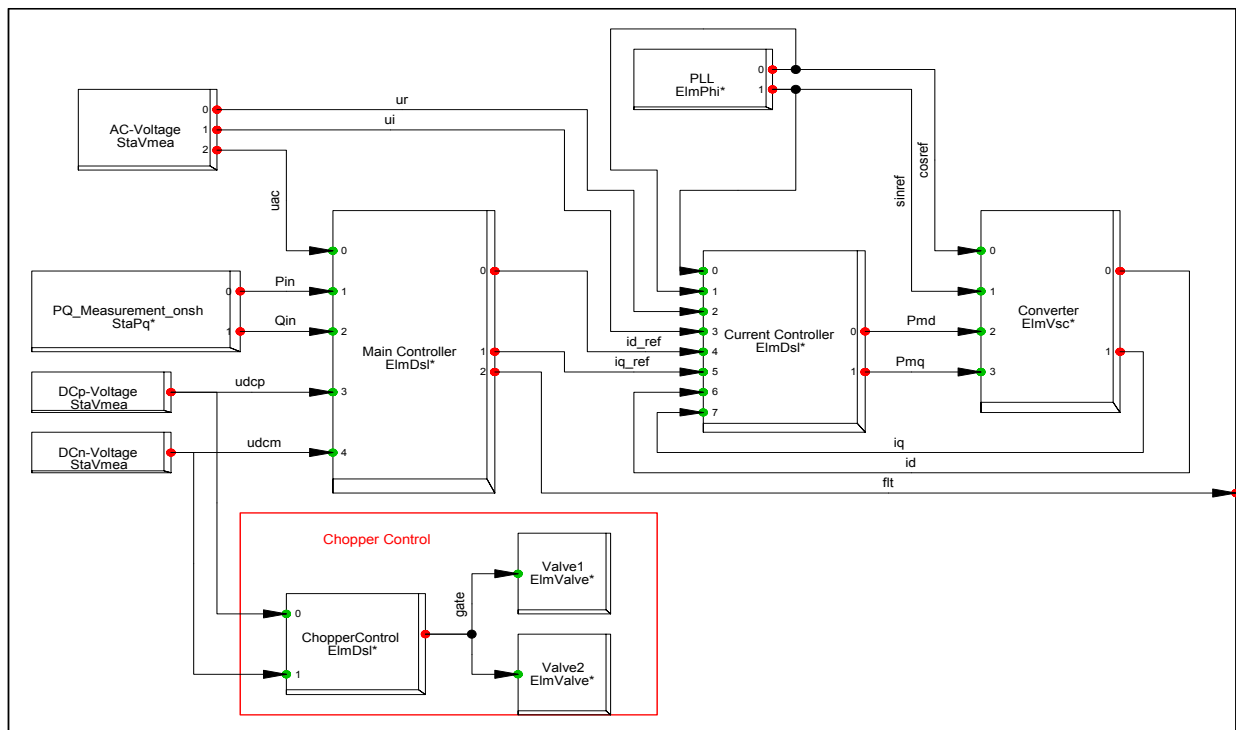 PLL
ElmPhi*
0
1
AC-Voltage
StaVmea
0
1
2
ur
ui
uac
cosref
sinref
PQ_Measurement_onsh
StaPq*
0
1
Pin
Qin
DCp-Voltage
StaVmea
udcp
DCn-Voltage
StaVmea
udcm
Main Controller
ElmDsl*
0
1
2
3
4
0
1
2
id_ref
iq_ref
Current Controller
ElmDsl*
0
1
2
3
4
5
6
7
0
1
Pmd
Pmq
Converter
ElmVsc*
0
1
2
3
0
1
iq
id
flt
Chopper Control
ChopperControl
ElmDsl*
0
1
gate
Valve1
ElmValve*
Valve2
ElmValve*